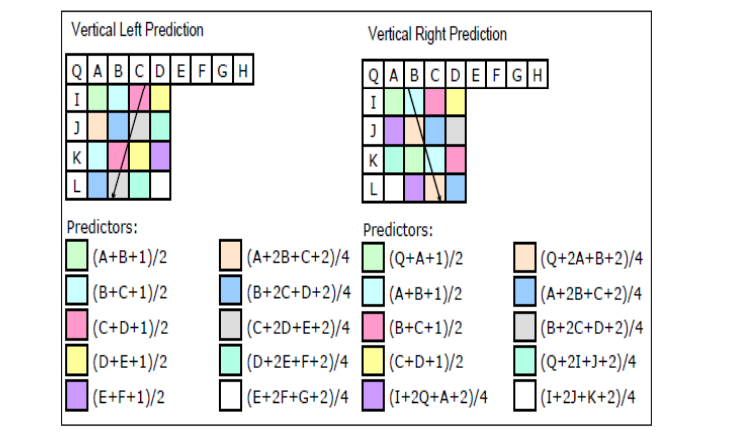 Vertical Left Prediction
Q A B C D E F G H
I
J
K
L
Predictors:
(A+B+1)/2 (A+2B+C+2)/4
(B+C+1)/2 (B+2C+D+2)/4
(C+D+1)/2 (C+2D+E+2)/4
(D+E+1)/2 (D+2E+F+2)/4
(E+F+1)/2 (E+2F+G+2)/4
Vertical Right Prediction
Q A B C D E F G H
I
J
K
L
Predictors:
(Q+A+1)/2 (Q+2A+B+2)/4
(A+B+1)/2 (A+2B+C+2)/4
(B+C+1)/2 (B+2C+D+2)/4
(C+D+1)/2 (Q+2I+J+2)/4
(I+2Q+A+2)/4 (I+2J+K+2)/4